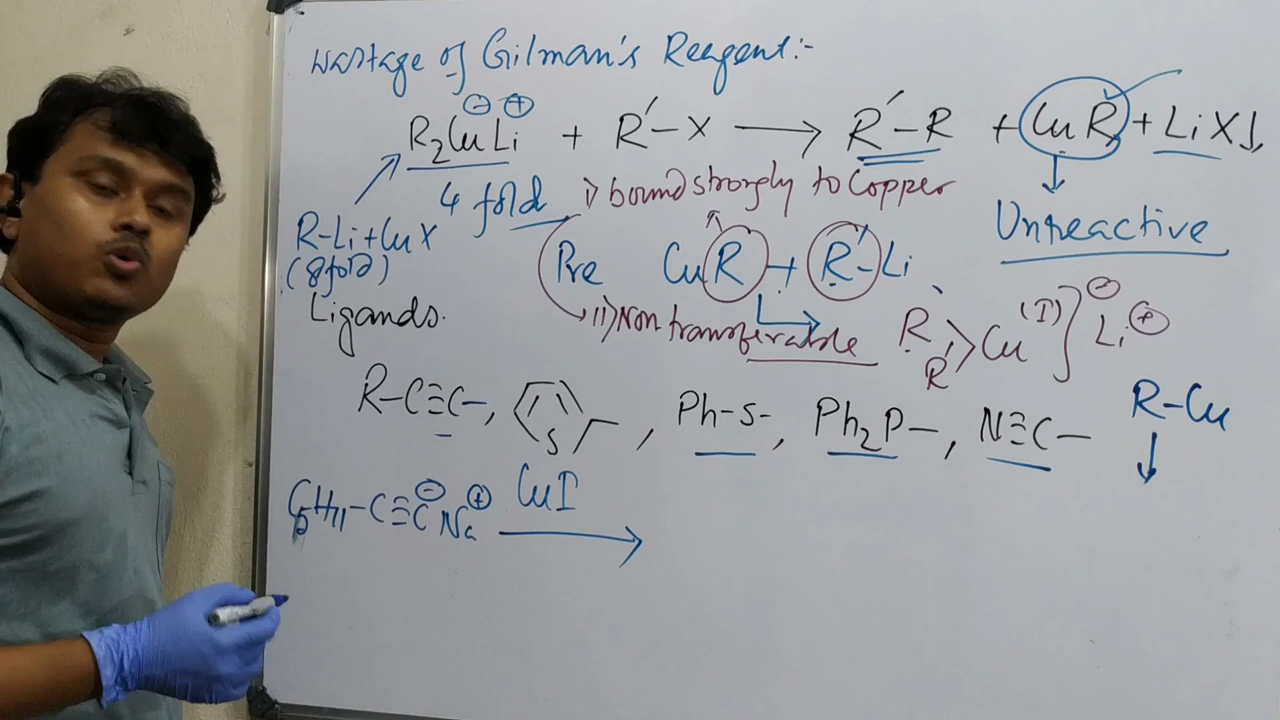 Wastage of Gilman's Reagent:-
⊖ ⊕
R₂CuLi + R′–X ⟶ R′–R + CuR + LiX↓
4 fold i) bound strongly to Copper
Unreactive
R-Li+CuX
(8 fold)
Pre CuR + R′–Li
Ligands.
ii) Non transferable
R R′ > Cu (I) } ⊖ Li ⊕
R–C≡C–, S, Ph–S–, Ph₂P–, N≡C–
R–Cu
C₅H₁₁–C≡C⊖ Na⊕ CuI ⟶